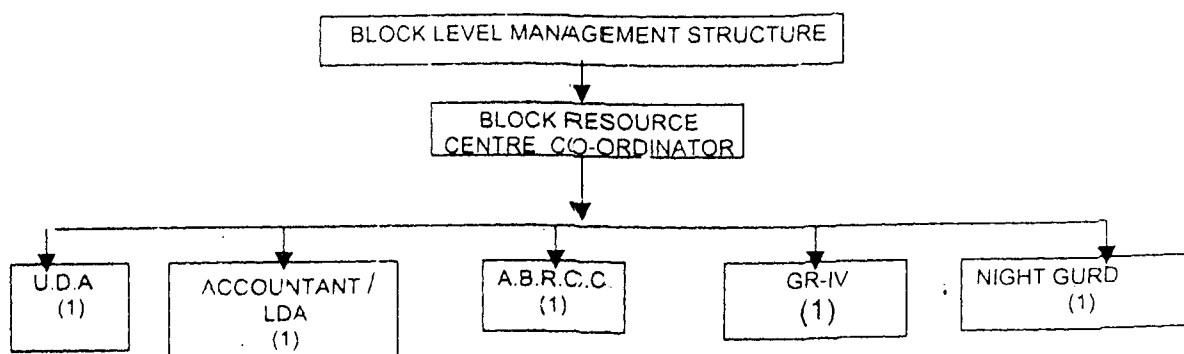 BLOCK LEVEL MANAGEMENT STRUCTURE
BLOCK RESOURCE
CENTRE CO-ORDINATOR
U.D.A
(1)
ACCOUNTANT /
LDA
(1)
A.B.R.C.C.
(1)
GR-IV
(1)
NIGHT GURD
(1)